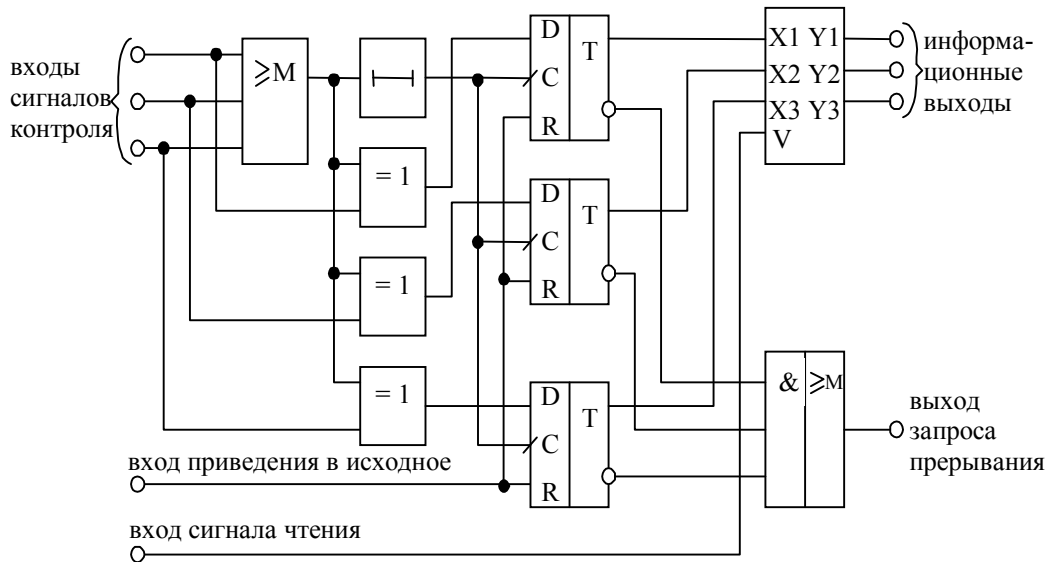 входы
сигналов
контроля
⩾M
= 1
= 1
= 1
D
C
R
T
D
C
R
T
D
C
R
T
X1 Y1
X2 Y2
X3 Y3
V
информа-
ционные
выходы
& ⩾M
выход
запроса
прерывания
вход приведения в исходное
вход сигнала чтения